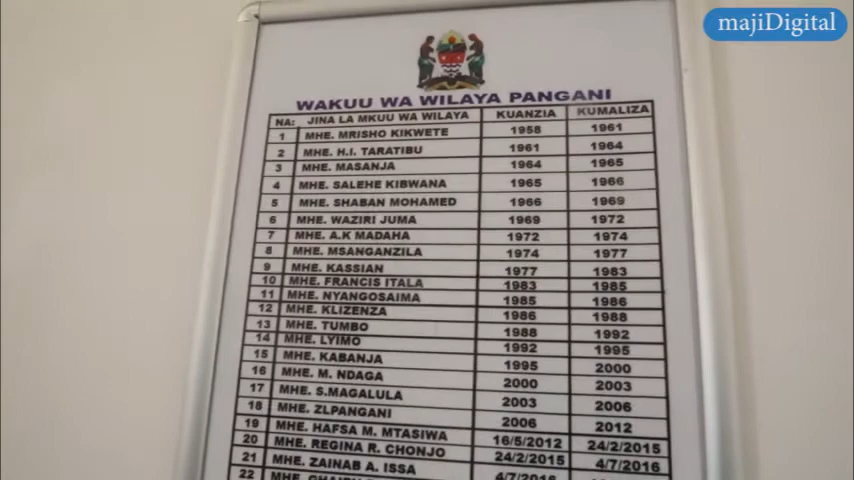 majiDigital
WAKUU WA WILAYA PANGANI
NA: JINA LA MKUU WA WILAYA KUANZIA KUMALIZA
1 MHE. MRISHO KIKWETE 1958 1961
2 MHE. H.I. TARATIBU 1961 1964
3 MHE. MASANJA 1964 1965
4 MHE. SALEHE KIBWANA 1965 1966
5 MHE. SHABAN MOHAMED 1966 1969
6 MHE. WAZIRI JUMA 1969 1972
7 MHE. A.K MADAHA 1972 1974
8 MHE. MSANGANZILA 1974 1977
9 MHE. KASSIAN 1977 1983
10 MHE. FRANCIS ITALA 1983 1985
11 MHE. NYANGOSAIMA 1985 1986
12 MHE. KLIZENZA 1986 1988
13 MHE. TUMBO 1988 1992
14 MHE. LYIMO 1992 1995
15 MHE. KABANJA 1995 2000
16 MHE. M. NDAGA 2000 2003
17 MHE. S.MAGALULA 2003 2006
18 MHE. ZLPANGANI 2006 2012
19 MHE. HAFSA M. MTASIWA 16/5/2012 24/2/2015
20 MHE. REGINA R. CHONJO 24/2/2015 4/7/2016
21 MHE. ZAINAB A. ISSA 4/7/2016
22 MHE.